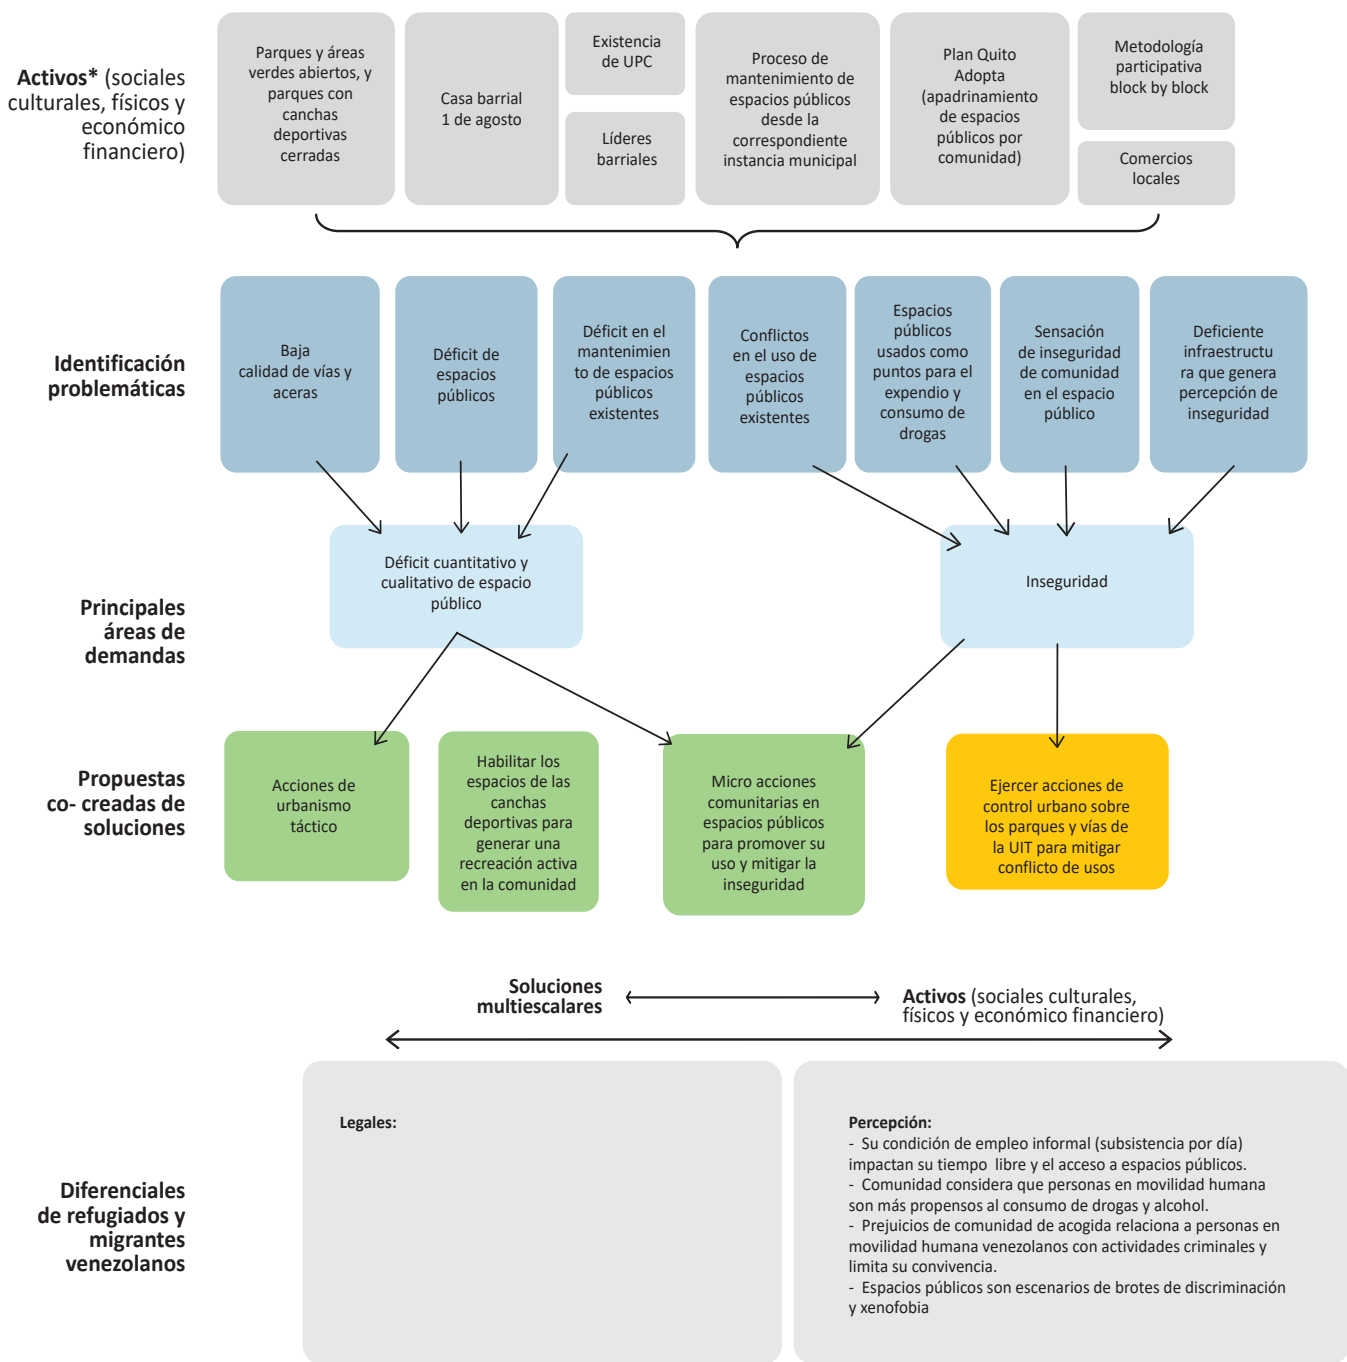 Activos* (sociales
culturales, físicos y
económico
financiero)
Parques y áreas
verdes abiertos, y
parques con
canchas
deportivas
cerradas
Casa barrial
1 de agosto
Existencia
de UPC
Líderes
barriales
Proceso de
mantenimiento de
espacios públicos
desde la
correspondiente
instancia municipal
Plan Quito
Adopta
(apadrinamiento
de espacios
públicos por
comunidad)
Metodología
participativa
block by block
Comercios
locales
Identificación
problemáticas
Baja
calidad de vías y
aceras
Déficit de
espacios
públicos
Déficit en el
mantenimien
to de espacios
públicos
existentes
Conflictos
en el uso de
espacios
públicos
existentes
Espacios
públicos
usados como
puntos para el
expendio y
consumo de
drogas
Sensación
de inseguridad
de comunidad
en el espacio
público
Deficiente
infraestructu
ra que genera
percepción de
inseguridad
Principales
áreas de
demandas
Déficit cuantitativo y
cualitativo de espacio
público
Inseguridad
Propuestas
co- creadas de
soluciones
Acciones de
urbanismo
táctico
Habilitar los
espacios de las
canchas
deportivas para
generar una
recreación activa
en la comunidad
Micro acciones
comunitarias en
espacios públicos
para promover su
uso y mitigar la
inseguridad
Ejercer acciones de
control urbano sobre
los parques y vías de
la UIT para mitigar
conflicto de usos
Soluciones
multiescalares
Activos (sociales culturales,
físicos y económico financiero)
Diferenciales
de refugiados y
migrantes
venezolanos
Legales:
Percepción:
- Su condición de empleo informal (subsistencia por día)
impactan su tiempo libre y el acceso a espacios públicos.
- Comunidad considera que personas en movilidad humana
son más propensos al consumo de drogas y alcohol.
- Prejuicios de comunidad de acogida relaciona a personas en
movilidad humana venezolanos con actividades criminales y
limita su convivencia.
- Espacios públicos son escenarios de brotes de discriminación
y xenofobia